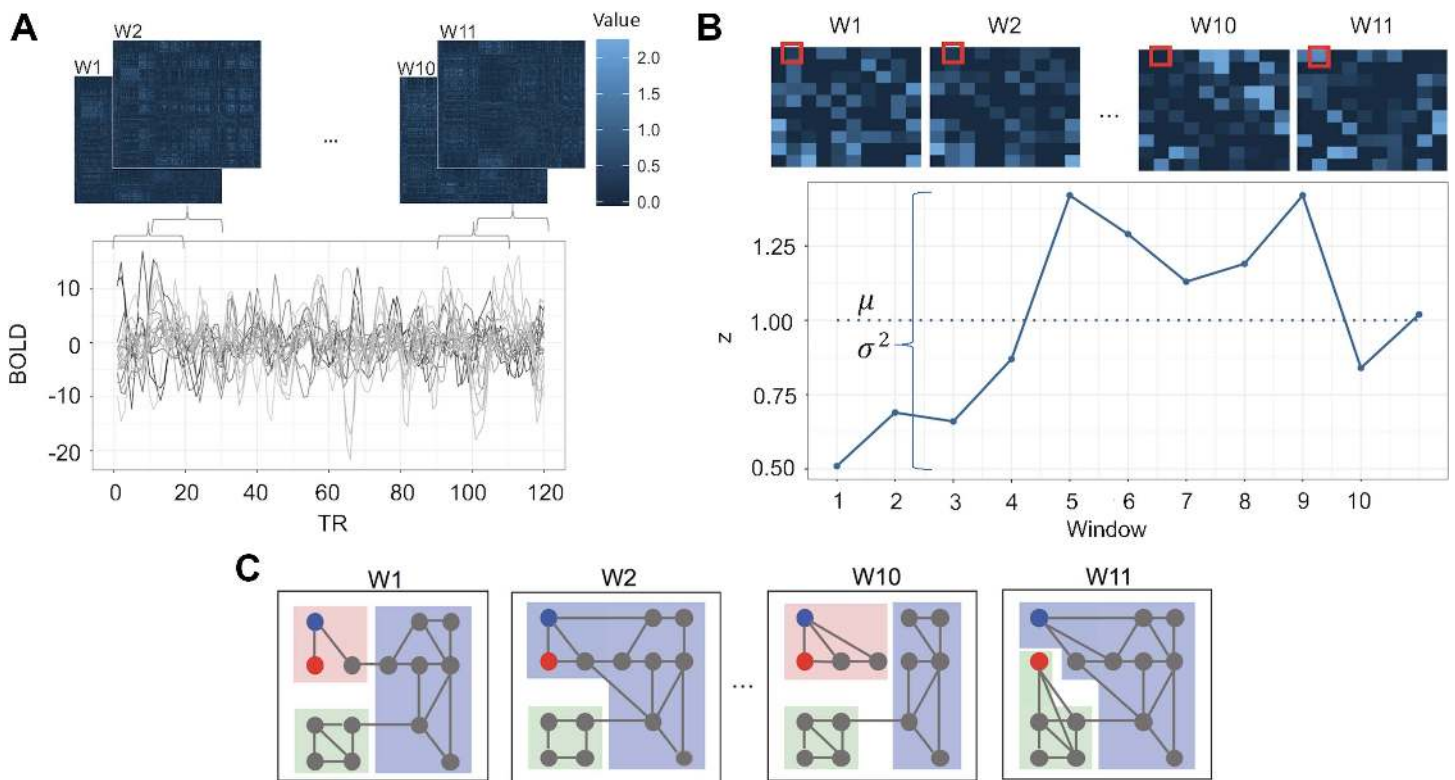 A
W2
W1
...
W11
W10
Value
2.0
1.5
1.0
0.5
0.0
BOLD
10
0
-10
-20
0 20 40 60 80 100 120
TR
B
W1 W2 ... W10 W11
z
1.25
1.00
0.75
0.50
μ
σ²
1 2 3 4 5 6 7 8 9 10
Window
C
W1 W2 ... W10 W11